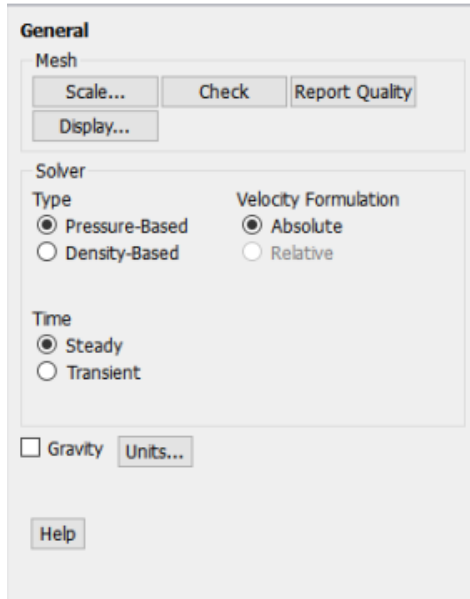 General
Mesh
Scale... Check Report Quality
Display...
Solver
Type Velocity Formulation
Pressure-Based Absolute
Density-Based Relative
Time
Steady
Transient
Gravity Units...
Help